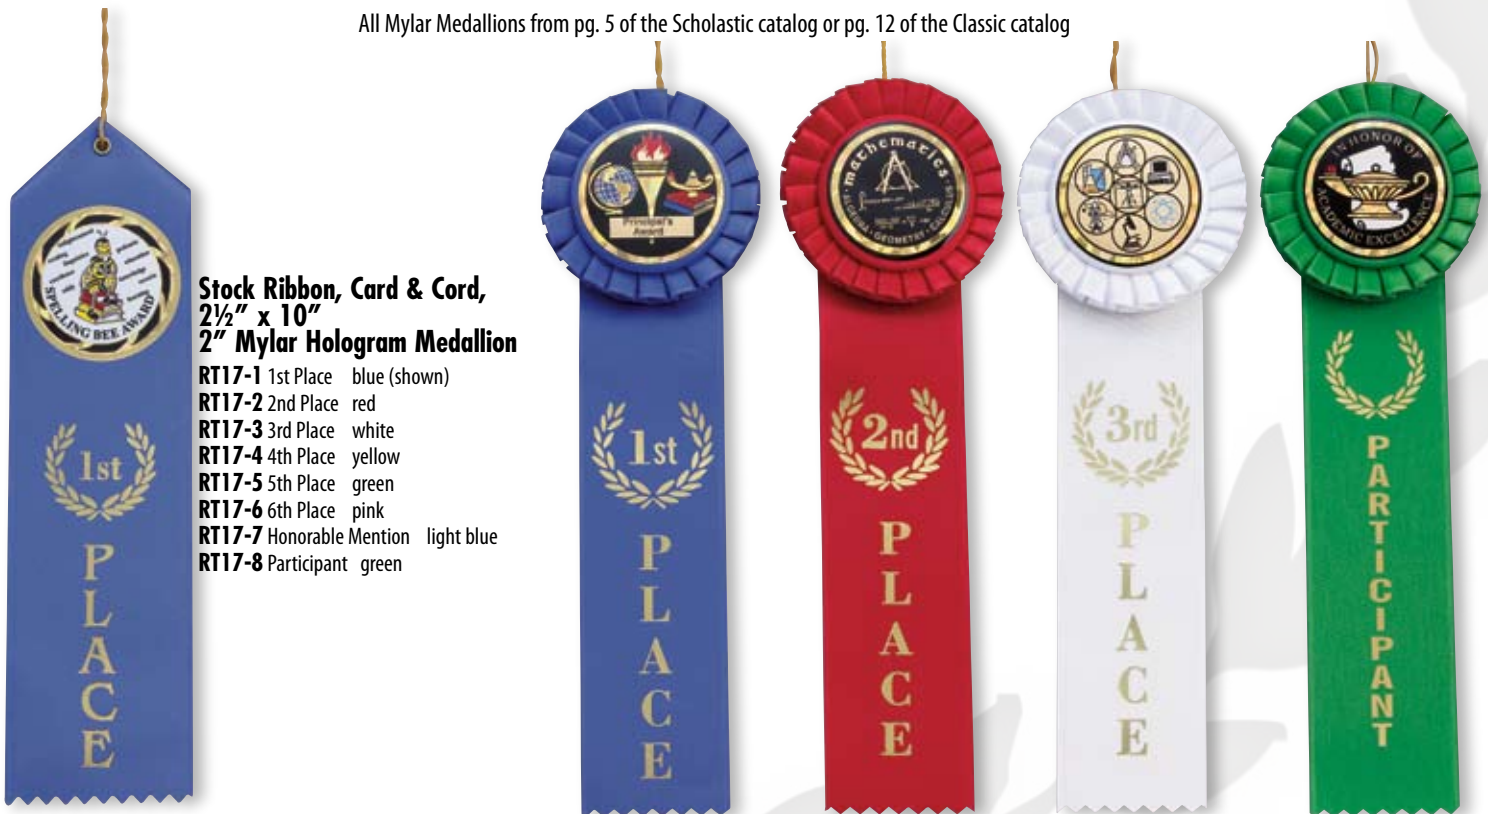 All Mylar Medallions from pg. 5 of the Scholastic catalog or pg. 12 of the Classic catalog
SPELLING BEE AWARD
1st
PLACE
Stock Ribbon, Card & Cord,
2½" x 10"
2" Mylar Hologram Medallion
RT17-1 1st Place blue (shown)
RT17-2 2nd Place red
RT17-3 3rd Place white
RT17-4 4th Place yellow
RT17-5 5th Place green
RT17-6 6th Place pink
RT17-7 Honorable Mention light blue
RT17-8 Participant green
Principal's
Award
1st
PLACE
mathematics
ALGEBRA · GEOMETRY · CALCULUS
2nd
PLACE
3rd
PLACE
IN HONOR OF
ACADEMIC EXCELLENCE
PARTICIPANT